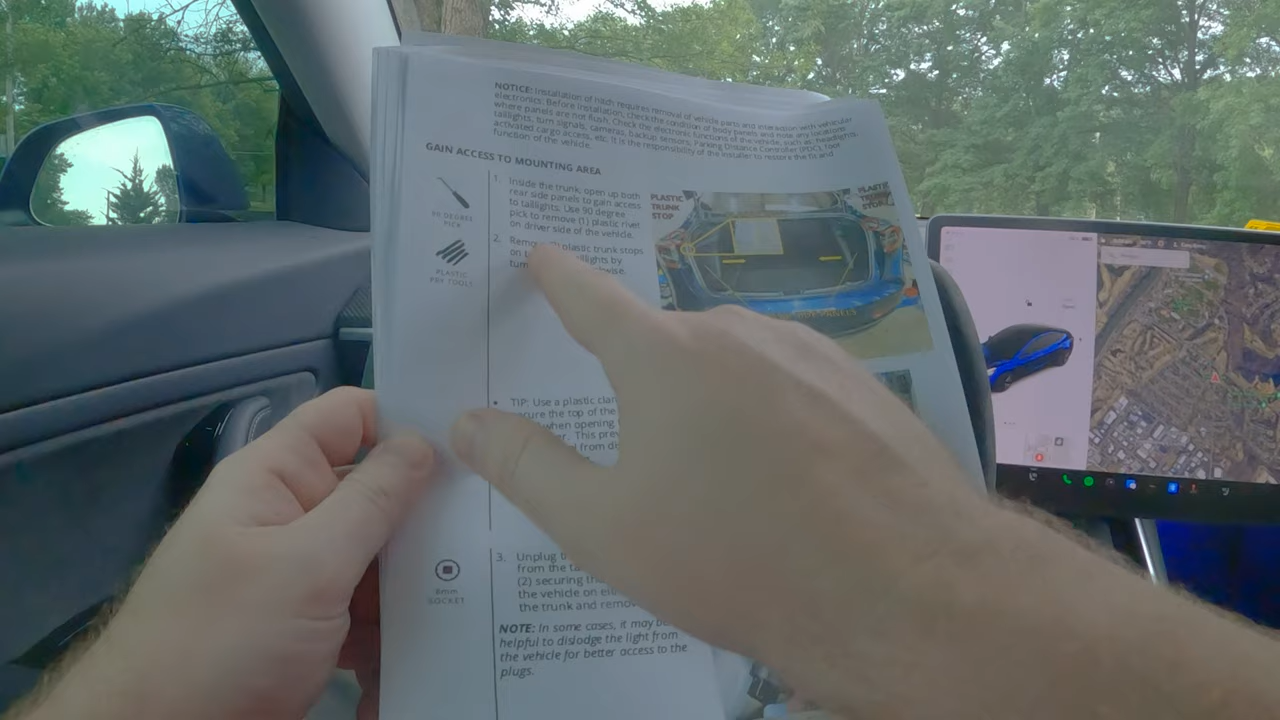 NOTICE: Installation of hitch requires removal of vehicle parts and interaction with vehicular
electronics. Before installation, check the condition of body panels and note any locations
where panels are not flush. Check the electronic functions of the vehicle, such as: headlights,
taillights, turn signals, cameras, backup sensors, Parking Distance Controller (PDC), foot
activated cargo access, etc. It is the responsibility of the installer to restore the fit and
function of the vehicle.
GAIN ACCESS TO MOUNTING AREA
90 DEGREE
PICK
PLASTIC
PRY TOOLS
1. Inside the trunk, open up both
rear side panels to gain access
to taillights. Use 90 degree
pick to remove (1) plastic rivet
on driver side of the vehicle.
2. plastic trunk stops
on
PLASTIC
TRUNK
STOP
PLASTIC
TRUNK
STOP
PANELS
• TIP: Use a plastic
the top of the
when opening
This
from
8mm
SOCKET
3. Unplug
from the
(2) securing
the vehicle on
the trunk and
NOTE: In some cases, it may be
helpful to dislodge the light from
the vehicle for better access to the
plugs.